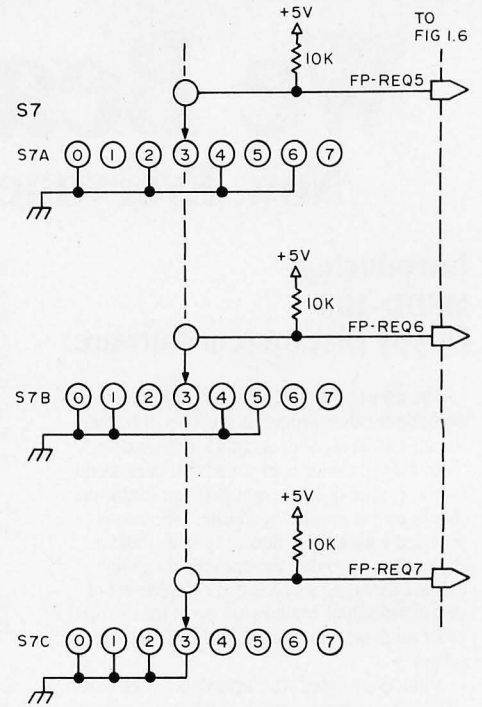 +5V
TO
FIG 1.6
10K
FP-REQ5
S7
S7A 0 1 2 3 4 5 6 7
+5V
10K
FP-REQ6
S7B 0 1 2 3 4 5 6 7
+5V
10K
FP-REQ7
S7C 0 1 2 3 4 5 6 7